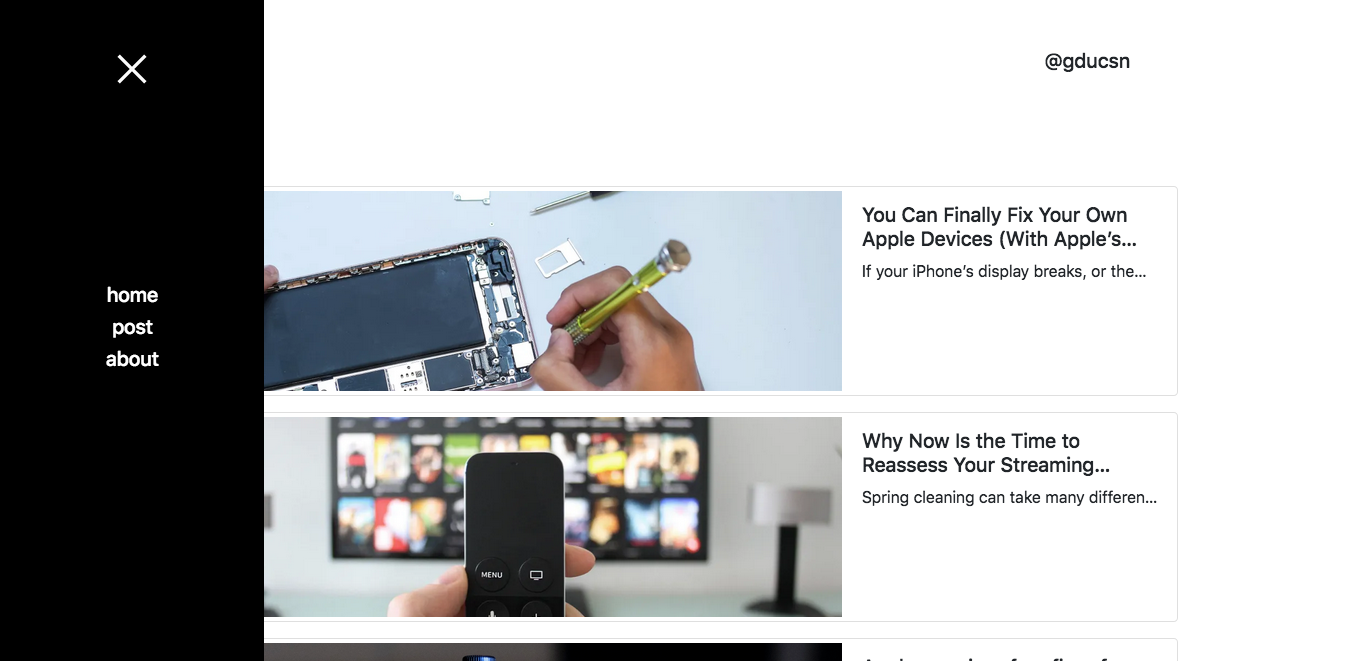 @gducsn
home
post
about
You Can Finally Fix Your Own
Apple Devices (With Apple’s...
If your iPhone’s display breaks, or the...
Why Now Is the Time to
Reassess Your Streaming...
Spring cleaning can take many differen...
MENU